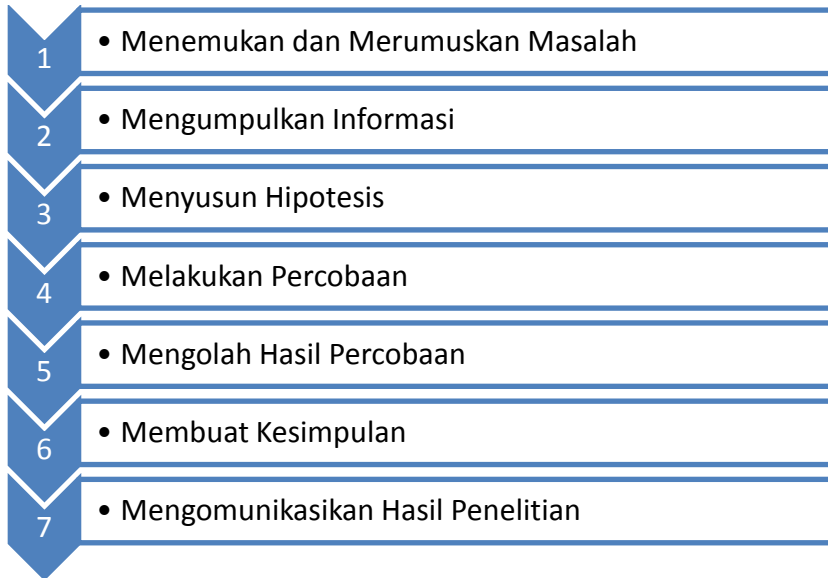 1 • Menemukan dan Merumuskan Masalah
2 • Mengumpulkan Informasi
3 • Menyusun Hipotesis
4 • Melakukan Percobaan
5 • Mengolah Hasil Percobaan
6 • Membuat Kesimpulan
7 • Mengomunikasikan Hasil Penelitian